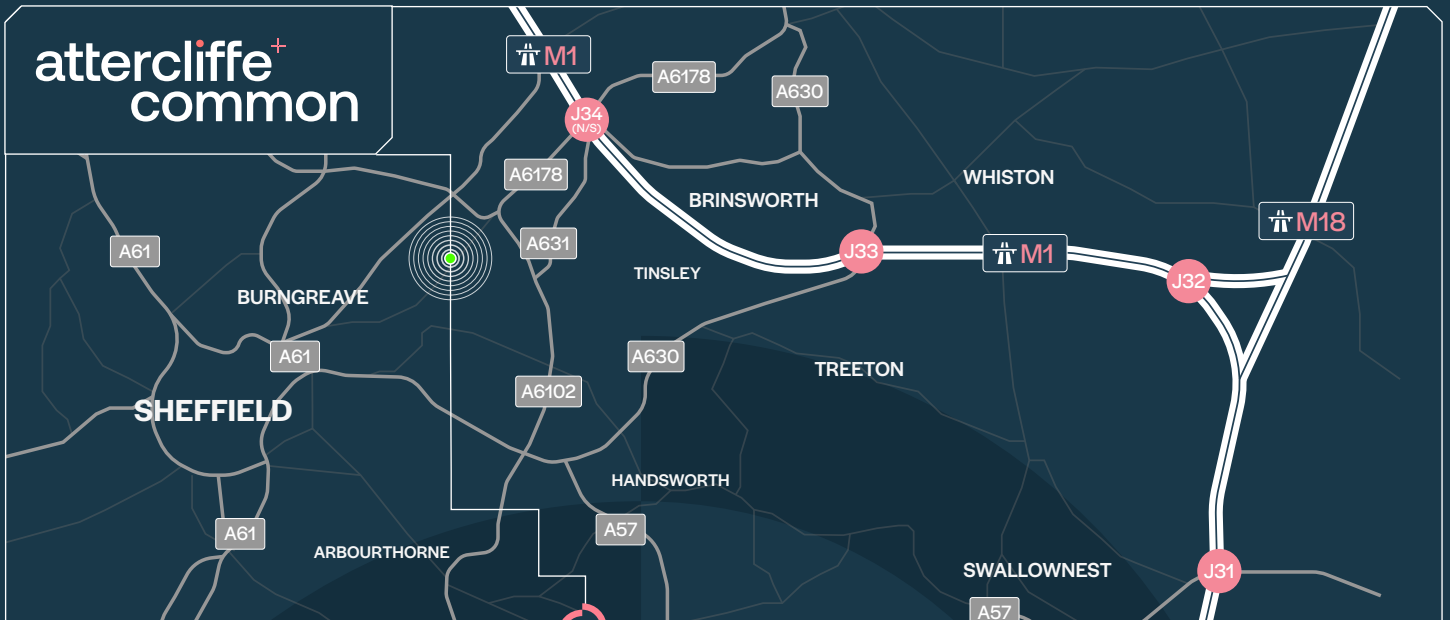 attercliffe+
common
M1
A6178
A630
J34
(N/S)
A6178
BRINSWORTH
WHISTON
M18
A61
A631
J33
M1
TINSLEY
J32
BURNGREAVE
A61
A630
TREETON
A6102
SHEFFIELD
HANDSWORTH
A61
A57
ARBOURTHORNE
SWALLOWNEST
J31
A57